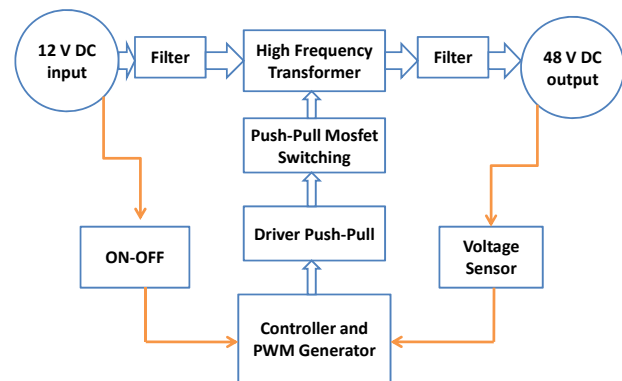 12 V DC
input
Filter
High Frequency
Transformer
Filter
48 V DC
output
Push-Pull Mosfet
Switching
Driver Push-Pull
ON-OFF
Voltage
Sensor
Controller and
PWM Generator